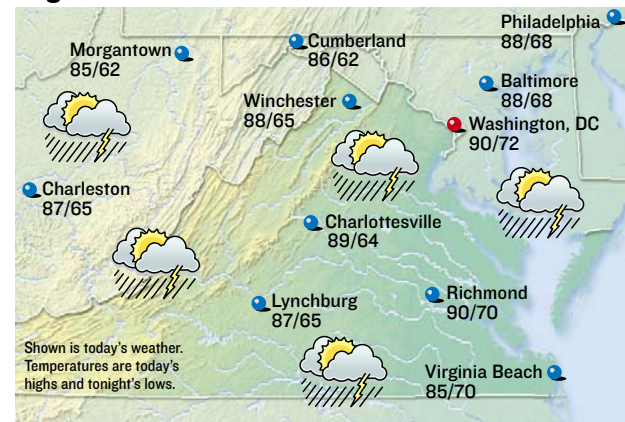 Philadelphia
88/68
Morgantown
85/62
Cumberland
86/62
Baltimore
88/68
Winchester
88/65
Washington, DC
90/72
Charleston
87/65
Charlottesville
89/64
Lynchburg
87/65
Richmond
90/70
Shown is today's weather.
Temperatures are today's
highs and tonight's lows.
Virginia Beach
85/70